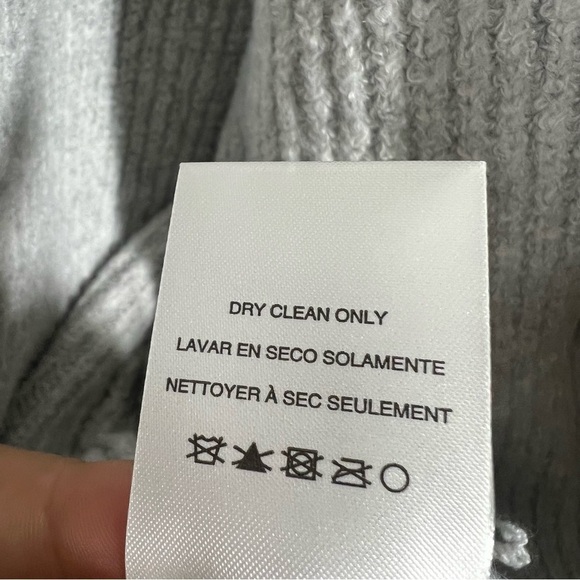 DRY CLEAN ONLY
LAVAR EN SECO SOLAMENTE
NETTOYER À SEC SEULEMENT